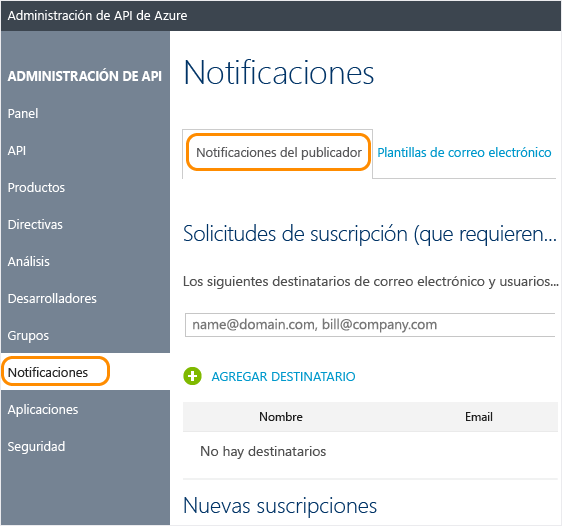 Administración de API de Azure
ADMINISTRACIÓN DE API
Panel
API
Productos
Directivas
Análisis
Desarrolladores
Grupos
Notificaciones
Aplicaciones
Seguridad
Notificaciones
Notificaciones del publicador
Plantillas de correo electrónico
Solicitudes de suscripción (que requieren...
Los siguientes destinatarios de correo electrónico y usuarios...
name@domain.com, bill@company.com
AGREGAR DESTINATARIO
Nombre Email
No hay destinatarios
Nuevas suscripciones